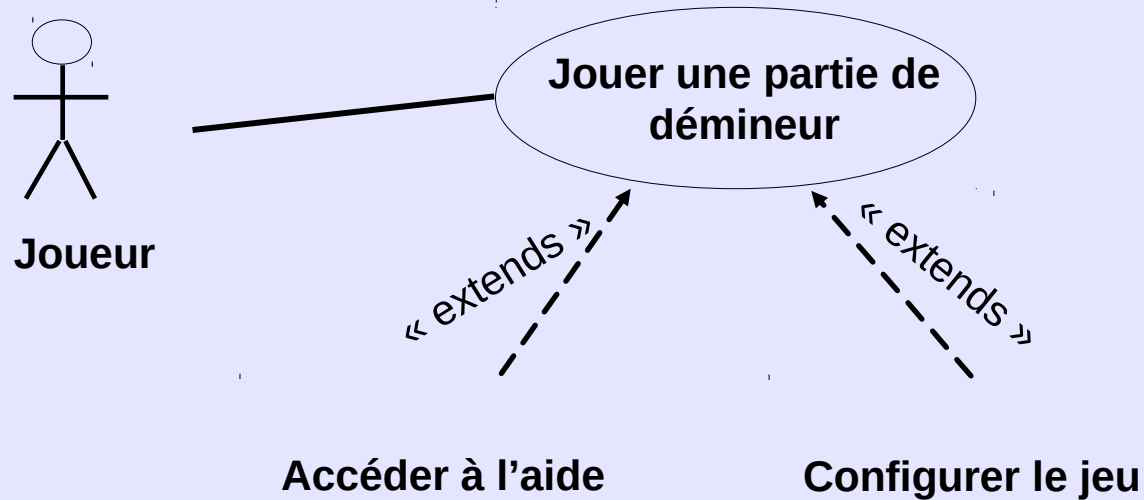 Jouer une partie de
démineur
Joueur
« extends »
« extends »
Accéder à l’aide
Configurer le jeu